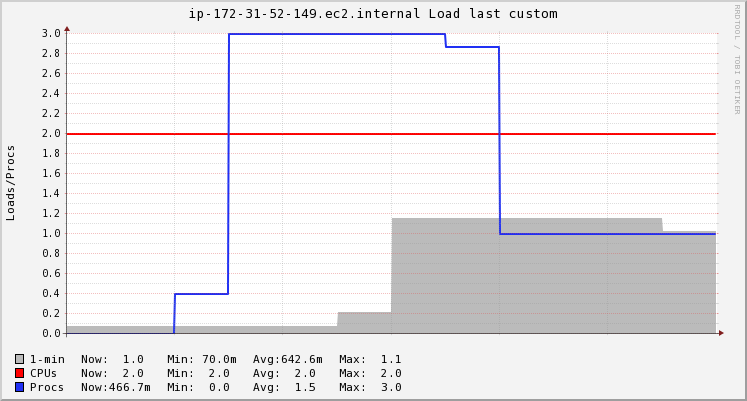 ip-172-31-52-149.ec2.internal Load last custom
RRDTOOL / TOBI OETIKER
Loads/Procs
3.0
2.8
2.6
2.4
2.2
2.0
1.8
1.6
1.4
1.2
1.0
0.8
0.6
0.4
0.2
0.0
1-min Now: 1.0 Min: 70.0m Avg:642.6m Max: 1.1
CPUs Now: 2.0 Min: 2.0 Avg: 2.0 Max: 2.0
Procs Now:466.7m Min: 0.0 Avg: 1.5 Max: 3.0